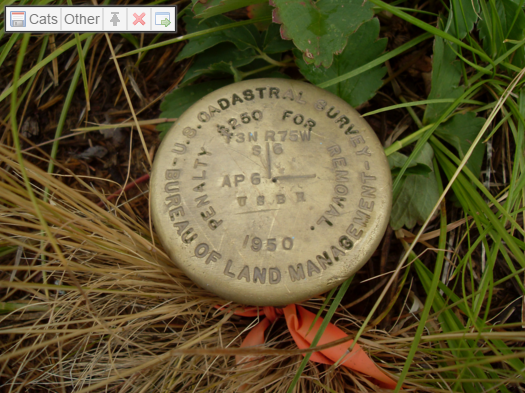 Cats Other
U.S. CADASTRAL SURVEY
BUREAU OF LAND MANAGEMENT
PENALTY $250 FOR REMOVAL.
T3N R75W
S 6
AP 6
1950